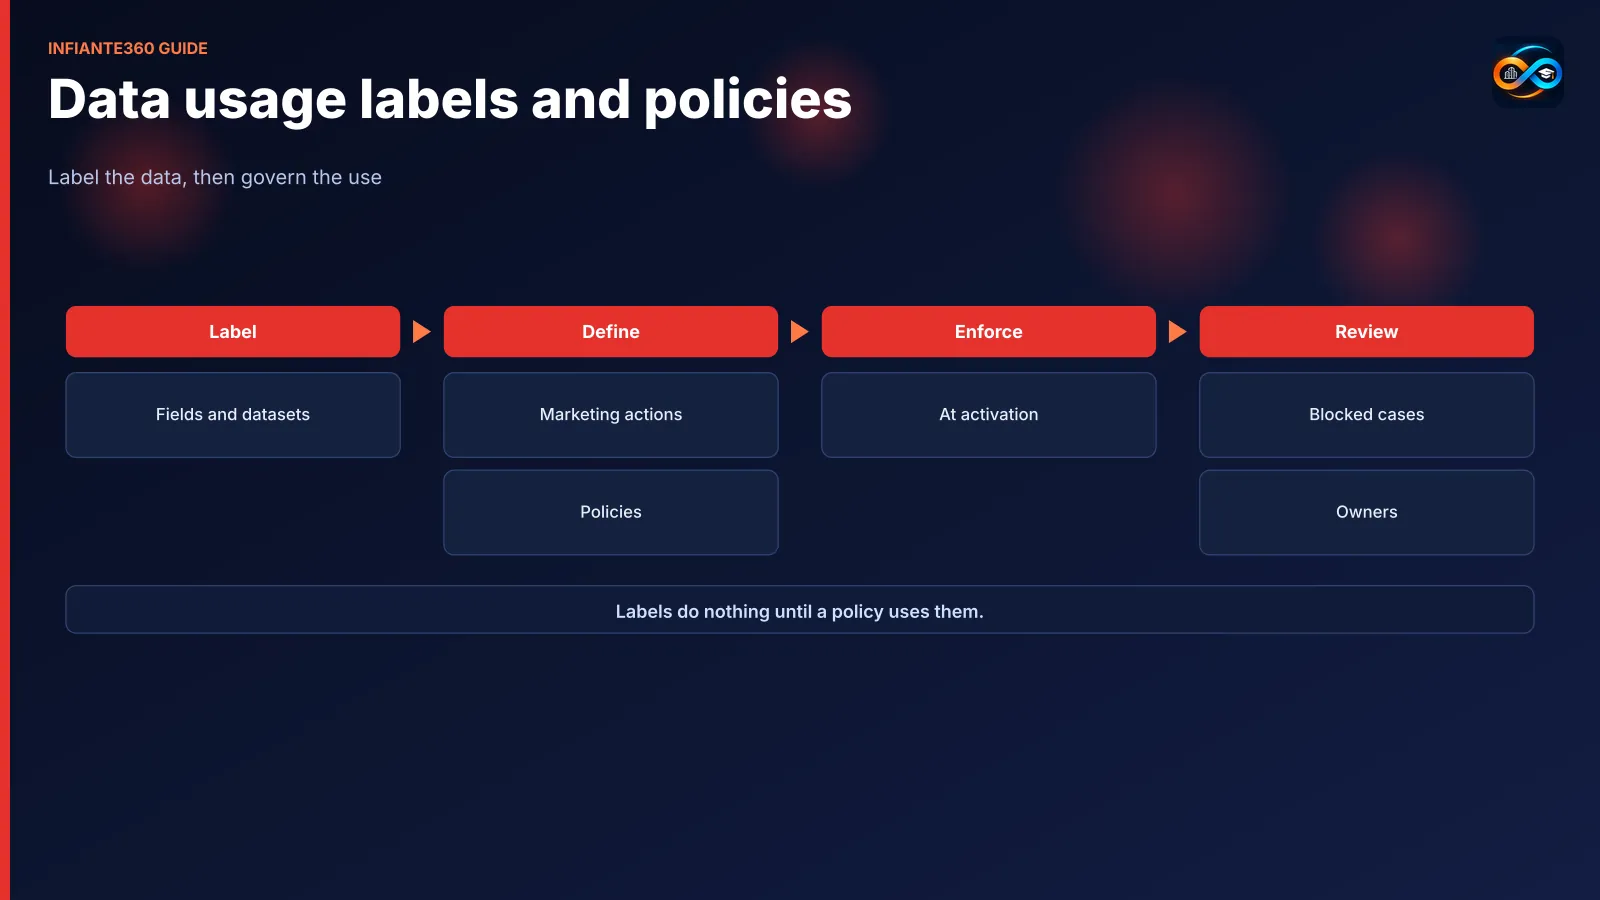 INFIANTE360 GUIDE
Data usage labels and policies
Label the data, then govern the use
Label
Fields and datasets
Define
Marketing actions
Policies
Enforce
At activation
Review
Blocked cases
Owners
Labels do nothing until a policy uses them.